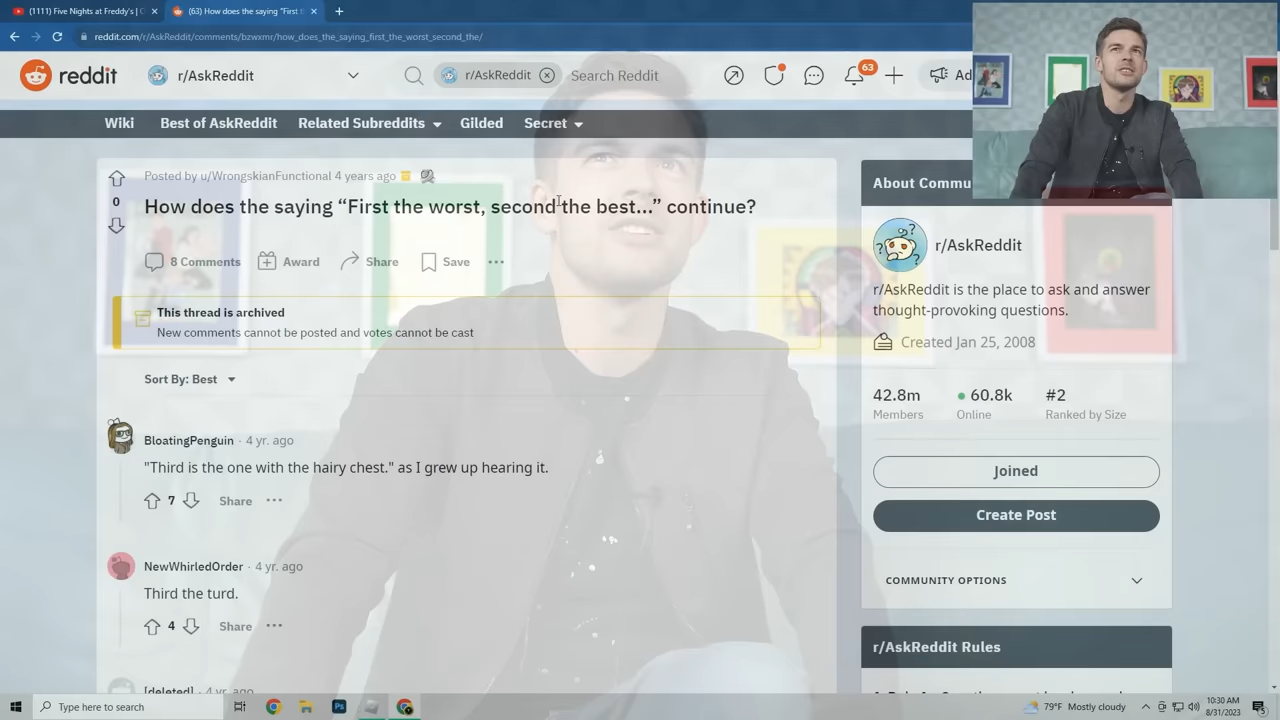 (1111) Five Nights at Freddy's |
(63) How does the saying "First t
reddit.com/r/AskReddit/comments/bzwxmr/how_does_the_saying_first_the_worst_second_the/
reddit r/AskReddit r/AskReddit Search Reddit 63 Ad
Wiki Best of AskReddit Related Subreddits Gilded Secret
Posted by u/WrongskianFunctional 4 years ago
0
How does the saying “First the worst, second the best...” continue?
8 Comments Award Share Save
This thread is archived
New comments cannot be posted and votes cannot be cast
Sort By: Best
BloatingPenguin · 4 yr. ago
"Third is the one with the hairy chest." as I grew up hearing it.
7 Share
NewWhirledOrder · 4 yr. ago
Third the turd.
4 Share
[deleted] · 4 yr. ago
About Commu
r/AskReddit
r/AskReddit is the place to ask and answer
thought-provoking questions.
Created Jan 25, 2008
42.8m 60.8k #2
Members Online Ranked by Size
Joined
Create Post
COMMUNITY OPTIONS
r/AskReddit Rules
Type here to search
79°F Mostly cloudy
10:30 AM
8/31/2023
5